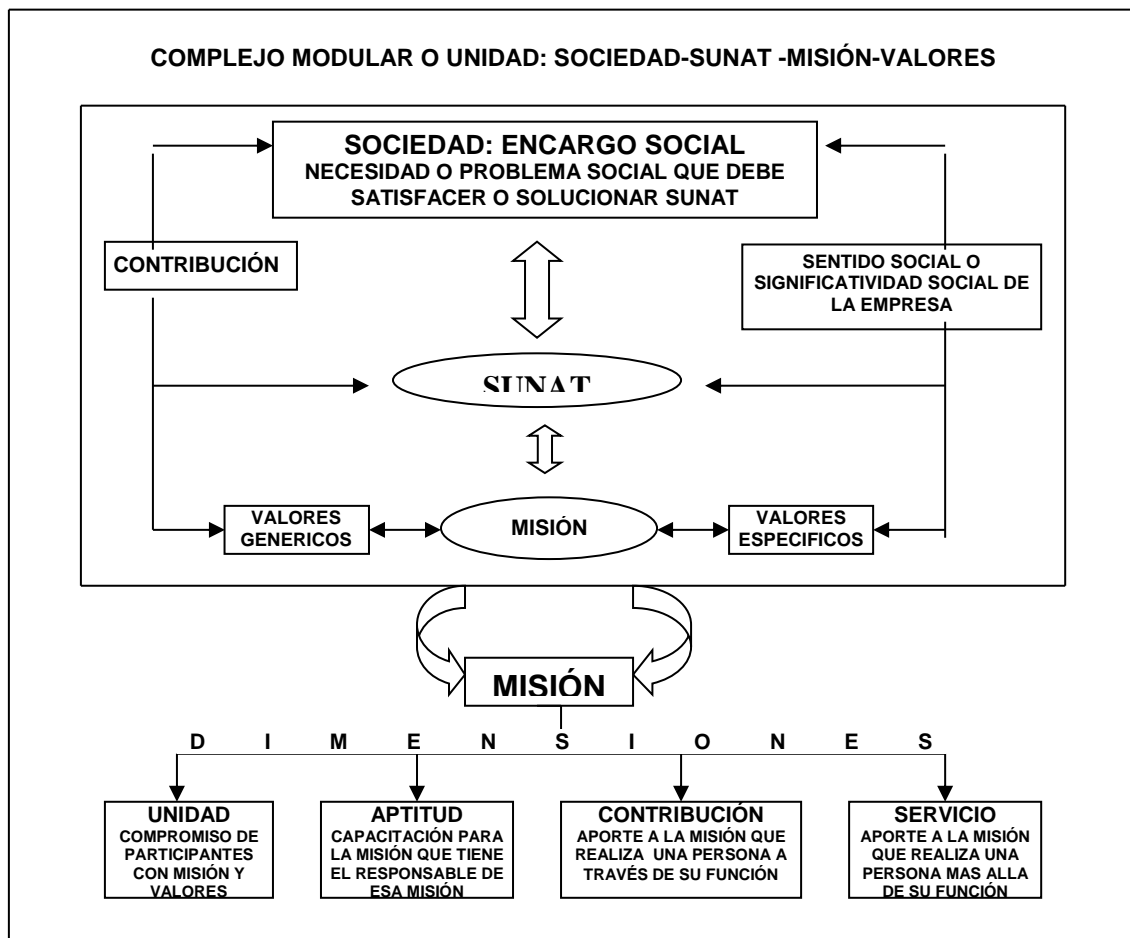 COMPLEJO MODULAR O UNIDAD: SOCIEDAD-SUNAT -MISIÓN-VALORES
SOCIEDAD: ENCARGO SOCIAL
NECESIDAD O PROBLEMA SOCIAL QUE DEBE
SATISFACER O SOLUCIONAR SUNAT
CONTRIBUCIÓN
SENTIDO SOCIAL O
SIGNIFICATIVIDAD SOCIAL DE
LA EMPRESA
SUNAT
VALORES
GENERICOS
MISIÓN
VALORES
ESPECIFICOS
MISIÓN
D I M E N S I O N E S
UNIDAD
COMPROMISO DE
PARTICIPANTES
CON MISIÓN Y
VALORES
APTITUD
CAPACITACIÓN PARA
LA MISIÓN QUE TIENE
EL RESPONSABLE DE
ESA MISIÓN
CONTRIBUCIÓN
APORTE A LA MISIÓN QUE
REALIZA UNA PERSONA A
TRAVÉS DE SU FUNCIÓN
SERVICIO
APORTE A LA MISIÓN
QUE REALIZA UNA
PERSONA MAS ALLA
DE SU FUNCIÓN